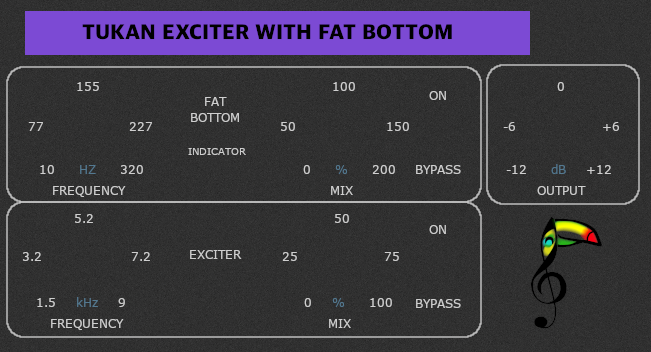 TUKAN EXCITER WITH FAT BOTTOM
155
100
0
FAT
ON
BOTTOM
77
227
50
150
-6
+6
INDICATOR
10 HZ 320
0 % 200
BYPASS
-12 dB +12
FREQUENCY
MIX
OUTPUT
5.2
50
ON
3.2
7.2
EXCITER
25
75
1.5 kHz 9
0 % 100
BYPASS
FREQUENCY
MIX